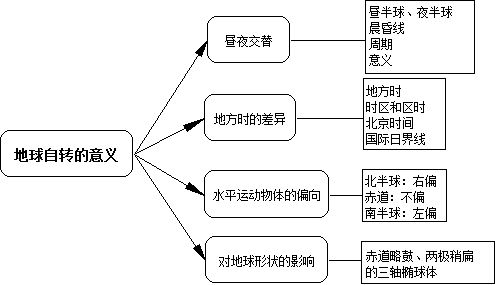 地球自转的意义
昼夜交替
昼半球、夜半球
晨昏线
周期
意义
地方时的差异
地方时
时区和区时
北京时间
国际日界线
水平运动物体的偏向
北半球：右偏
赤道：不偏
南半球：左偏
对地球形状的影响
赤道略鼓、两极稍扁
的三轴椭球体